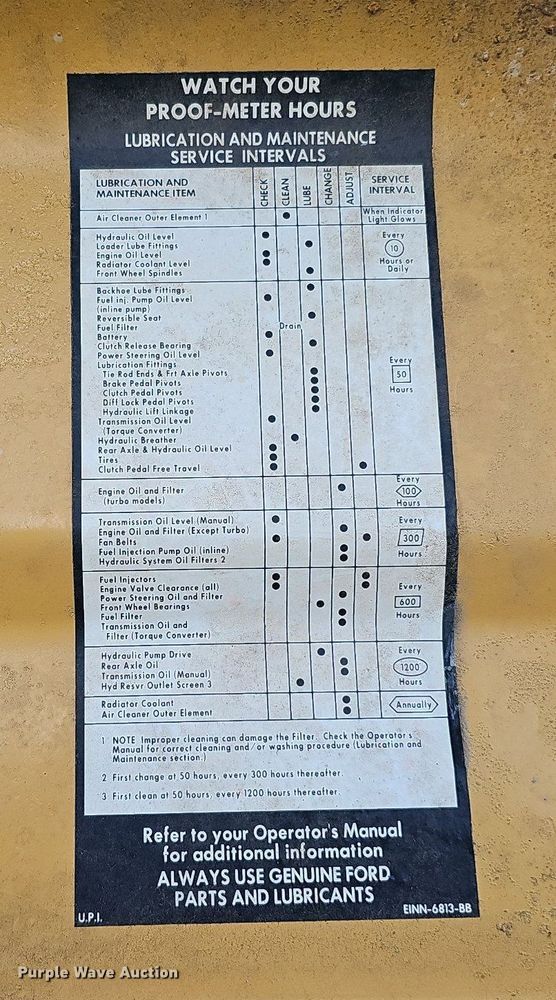 WATCH YOUR
PROOF-METER HOURS
LUBRICATION AND MAINTENANCE
SERVICE INTERVALS
LUBRICATION AND
MAINTENANCE ITEM
CHECK
CLEAN
LUBE
CHANGE
ADJUST
SERVICE
INTERVAL
Air Cleaner Outer Element 1
When Indicator
Light Glows
Hydraulic Oil Level
Loader Lube Fittings
Engine Oil Level
Radiator Coolant Level
Front Wheel Spindles
Every
10
Hours or
Daily
Backhoe Lube Fittings
Fuel inj. Pump Oil Level
(inline pump)
Reversible Seat
Fuel Filter Drain
Battery
Clutch Release Bearing
Power Steering Oil Level
Lubrication Fittings
Tie Rod Ends & Frt Axle Pivots
Brake Pedal Pivots
Clutch Pedal Pivots
Diff Lock Pedal Pivots
Hydraulic Lift Linkage
Transmission Oil Level
(Torque Converter)
Hydraulic Breather
Rear Axle & Hydraulic Oil Level
Tires
Clutch Pedal Free Travel
Every
50
Hours
Engine Oil and Filter
(turbo models)
Every
100
Hours
Transmission Oil Level (Manual)
Engine Oil and Filter (Except Turbo)
Fan Belts
Fuel Injection Pump Oil (inline)
Hydraulic System Oil Filters 2
Every
300
Hours
Fuel Injectors
Engine Valve Clearance (all)
Power Steering Oil and Filter
Front Wheel Bearings
Fuel Filter
Transmission Oil and
Filter (Torque Converter)
Every
600
Hours
Hydraulic Pump Drive
Rear Axle Oil
Transmission Oil (Manual)
Hyd Resvr Outlet Screen 3
Every
1200
Hours
Radiator Coolant
Air Cleaner Outer Element
Annually
1 NOTE Improper cleaning can damage the Filter. Check the Operator's
Manual for correct cleaning and/or washing procedure (Lubrication and
Maintenance section.)
2 First change at 50 hours, every 300 hours thereafter.
3 First clean at 50 hours, every 1200 hours thereafter.
Refer to your Operator's Manual
for additional information
ALWAYS USE GENUINE FORD
PARTS AND LUBRICANTS
U.P.I.
EINN-6813-BB
Purple Wave Auction